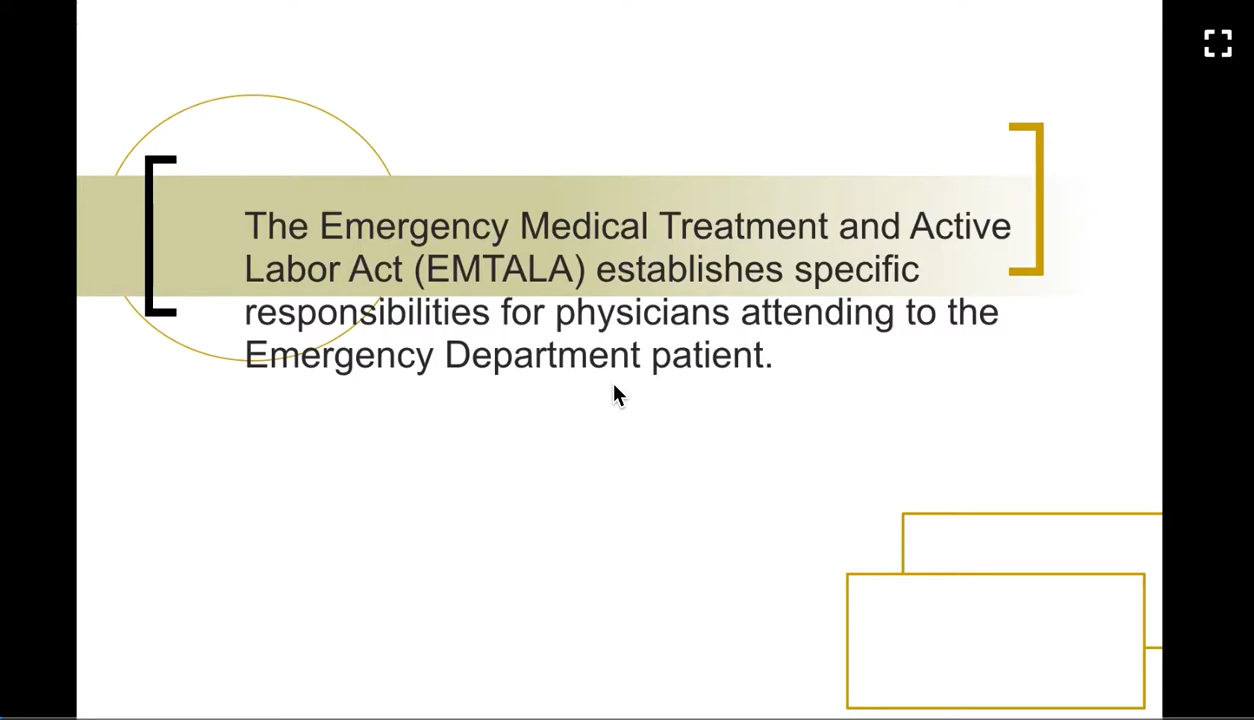 The Emergency Medical Treatment and Active
Labor Act (EMTALA) establishes specific
responsibilities for physicians attending to the
Emergency Department patient.